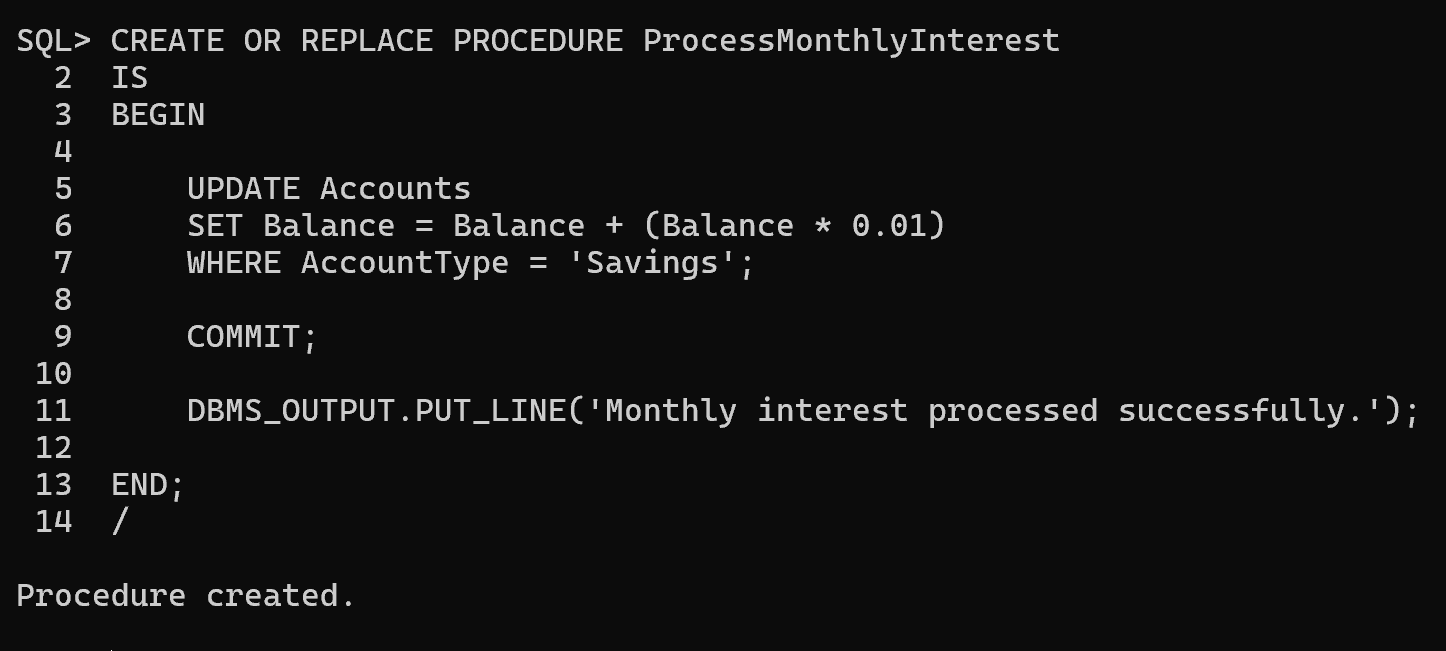 SQL> CREATE OR REPLACE PROCEDURE ProcessMonthlyInterest
  2  IS
  3  BEGIN
  4
  5      UPDATE Accounts
  6      SET Balance = Balance + (Balance * 0.01)
  7      WHERE AccountType = 'Savings';
  8
  9      COMMIT;
 10
 11      DBMS_OUTPUT.PUT_LINE('Monthly interest processed successfully.');
 12
 13  END;
 14  /
Procedure created.